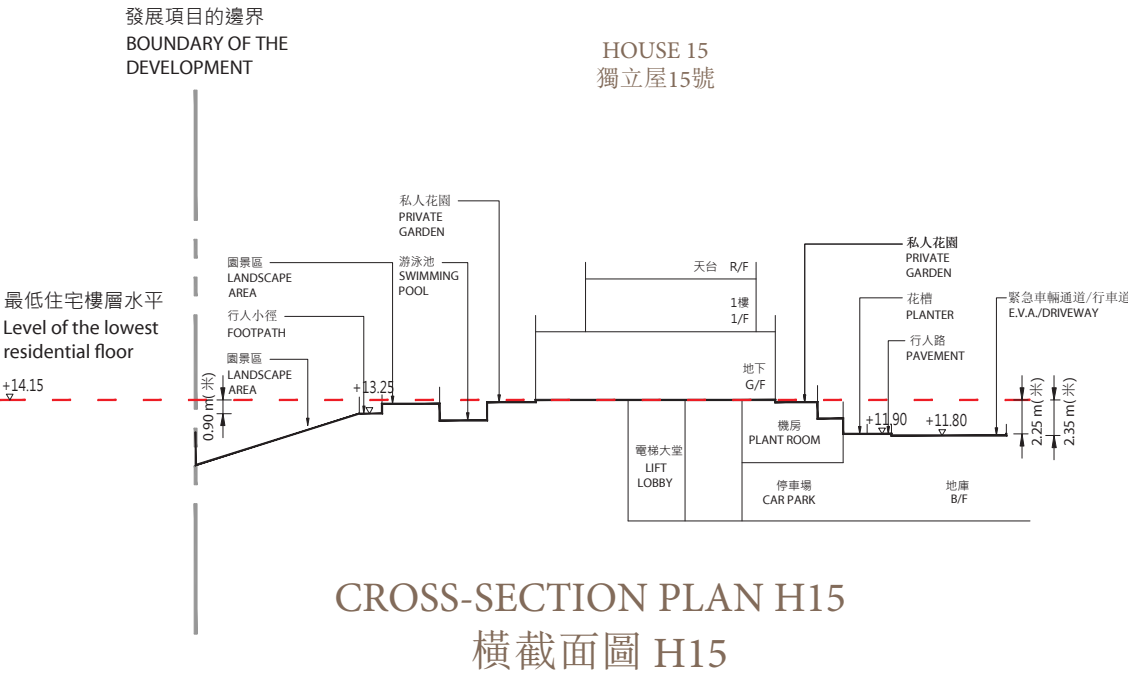 發展項目的邊界
BOUNDARY OF THE
DEVELOPMENT
HOUSE 15
獨立屋15號
私人花園
PRIVATE
GARDEN
園景區
LANDSCAPE
AREA
游泳池
SWIMMING
POOL
行人小徑
FOOTPATH
園景區
LANDSCAPE
AREA
最低住宅樓層水平
Level of the lowest
residential floor
+14.15
0.90 m(米)
+13.25
天台 R/F
1樓
1/F
地下
G/F
私人花園
PRIVATE
GARDEN
花槽
PLANTER
緊急車輛通道/行車道
E.V.A./DRIVEWAY
行人路
PAVEMENT
+11.90
+11.80
2.25 m(米)
2.35 m(米)
機房
PLANT ROOM
電梯大堂
LIFT
LOBBY
停車場
CAR PARK
地庫
B/F
CROSS-SECTION PLAN H15
橫截面圖 H15